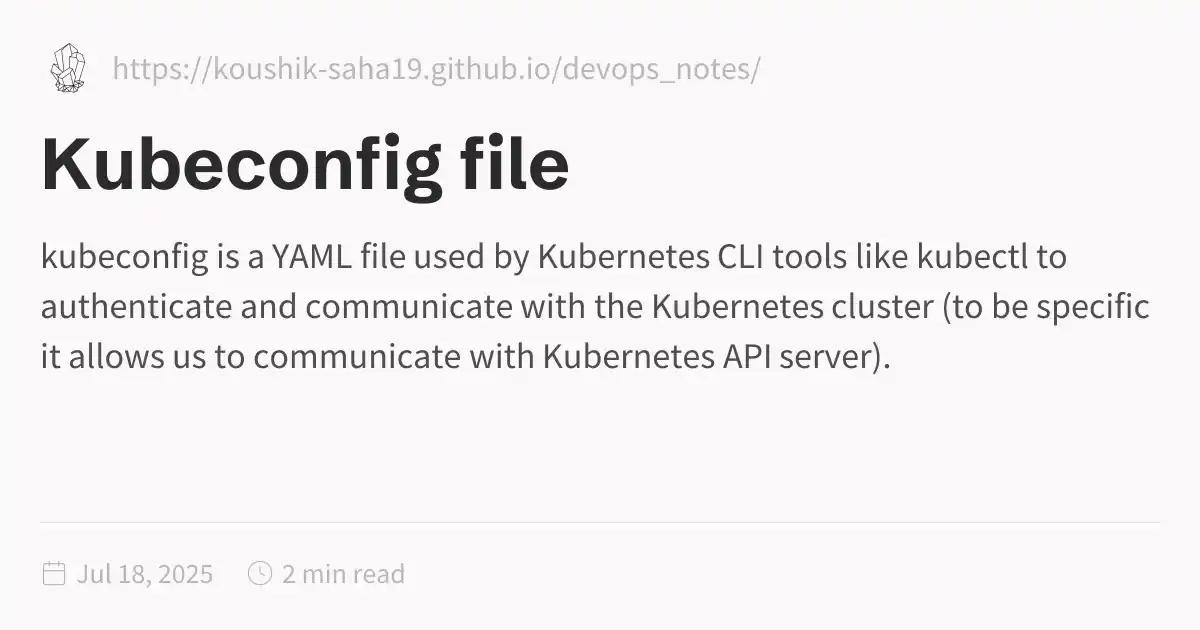 https://koushik-saha19.github.io/devops_notes/
Kubeconfig file
kubeconfig is a YAML file used by Kubernetes CLI tools like kubectl to
authenticate and communicate with the Kubernetes cluster (to be specific
it allows us to communicate with Kubernetes API server).
Jul 18, 2025 2 min read